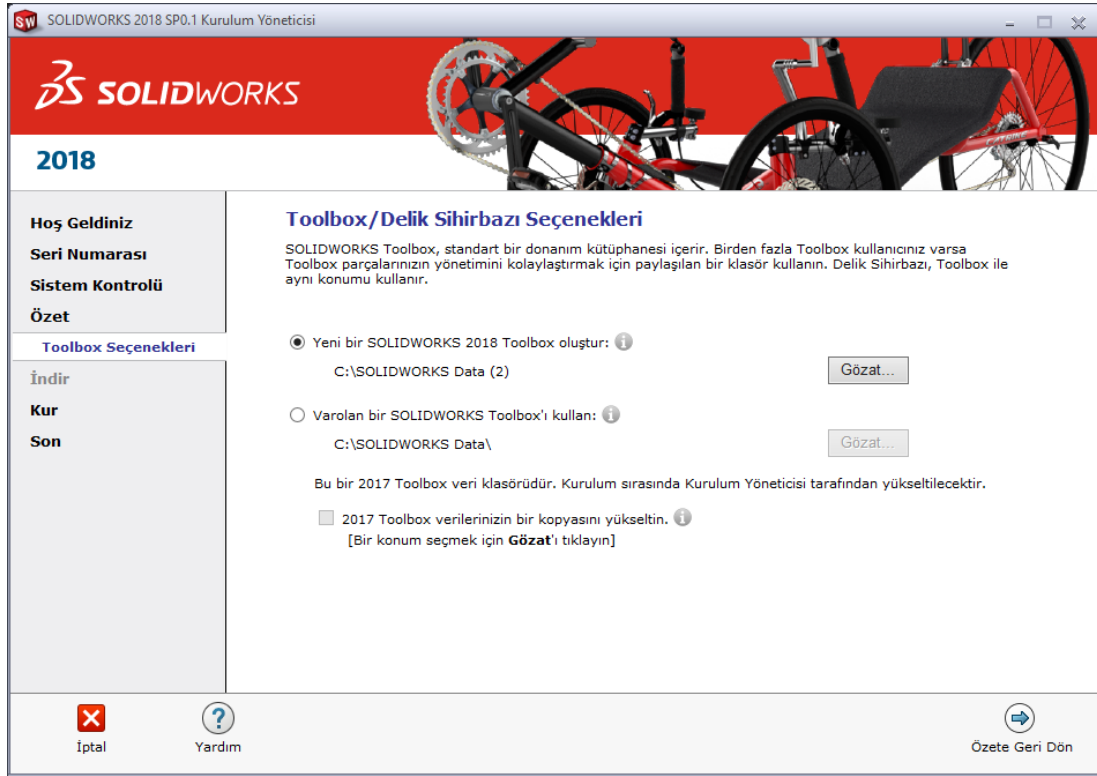 SOLIDWORKS 2018 SP0.1 Kurulum Yöneticisi
SOLIDWORKS
2018
Hoş Geldiniz
Seri Numarası
Sistem Kontrolü
Özet
Toolbox Seçenekleri
İndir
Kur
Son
Toolbox/Delik Sihirbazı Seçenekleri
SOLIDWORKS Toolbox, standart bir donanım kütüphanesi içerir. Birden fazla Toolbox kullanıcınız varsa
Toolbox parçalarınızın yönetimini kolaylaştırmak için paylaşılan bir klasör kullanın. Delik Sihirbazı, Toolbox ile
aynı konumu kullanır.
Yeni bir SOLIDWORKS 2018 Toolbox oluştur:
C:\SOLIDWORKS Data (2)
Gözat...
Varolan bir SOLIDWORKS Toolbox'ı kullan:
C:\SOLIDWORKS Data\
Gözat...
Bu bir 2017 Toolbox veri klasörüdür. Kurulum sırasında Kurulum Yöneticisi tarafından yükseltilecektir.
2017 Toolbox verilerinizin bir kopyasını yükseltin.
[Bir konum seçmek için Gözat'ı tıklayın]
İptal
Yardım
Özete Geri Dön